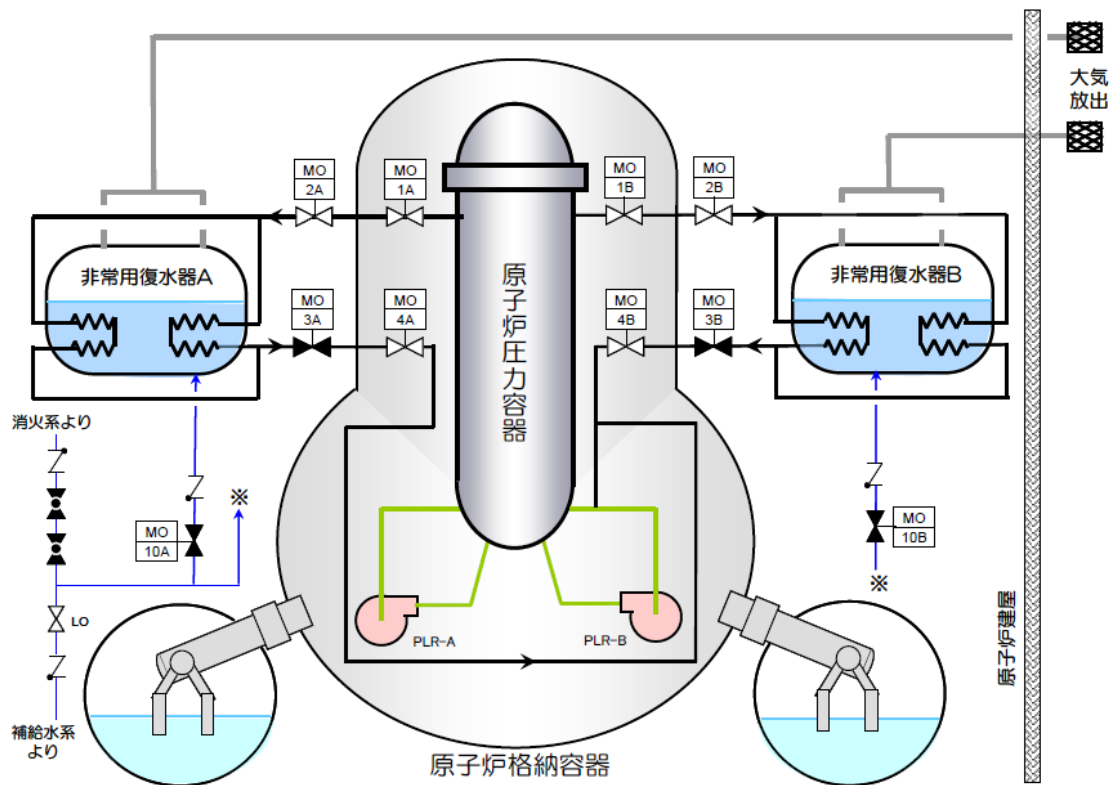 大気
放出
MO
2A
MO
1A
MO
1B
MO
2B
非常用復水器A
原子炉圧力容器
非常用復水器B
MO
3A
MO
4A
MO
4B
MO
3B
消火系より
※
MO
10A
MO
10B
※
LO
PLR-A
PLR-B
原子炉建屋
補給水系
より
原子炉格納容器